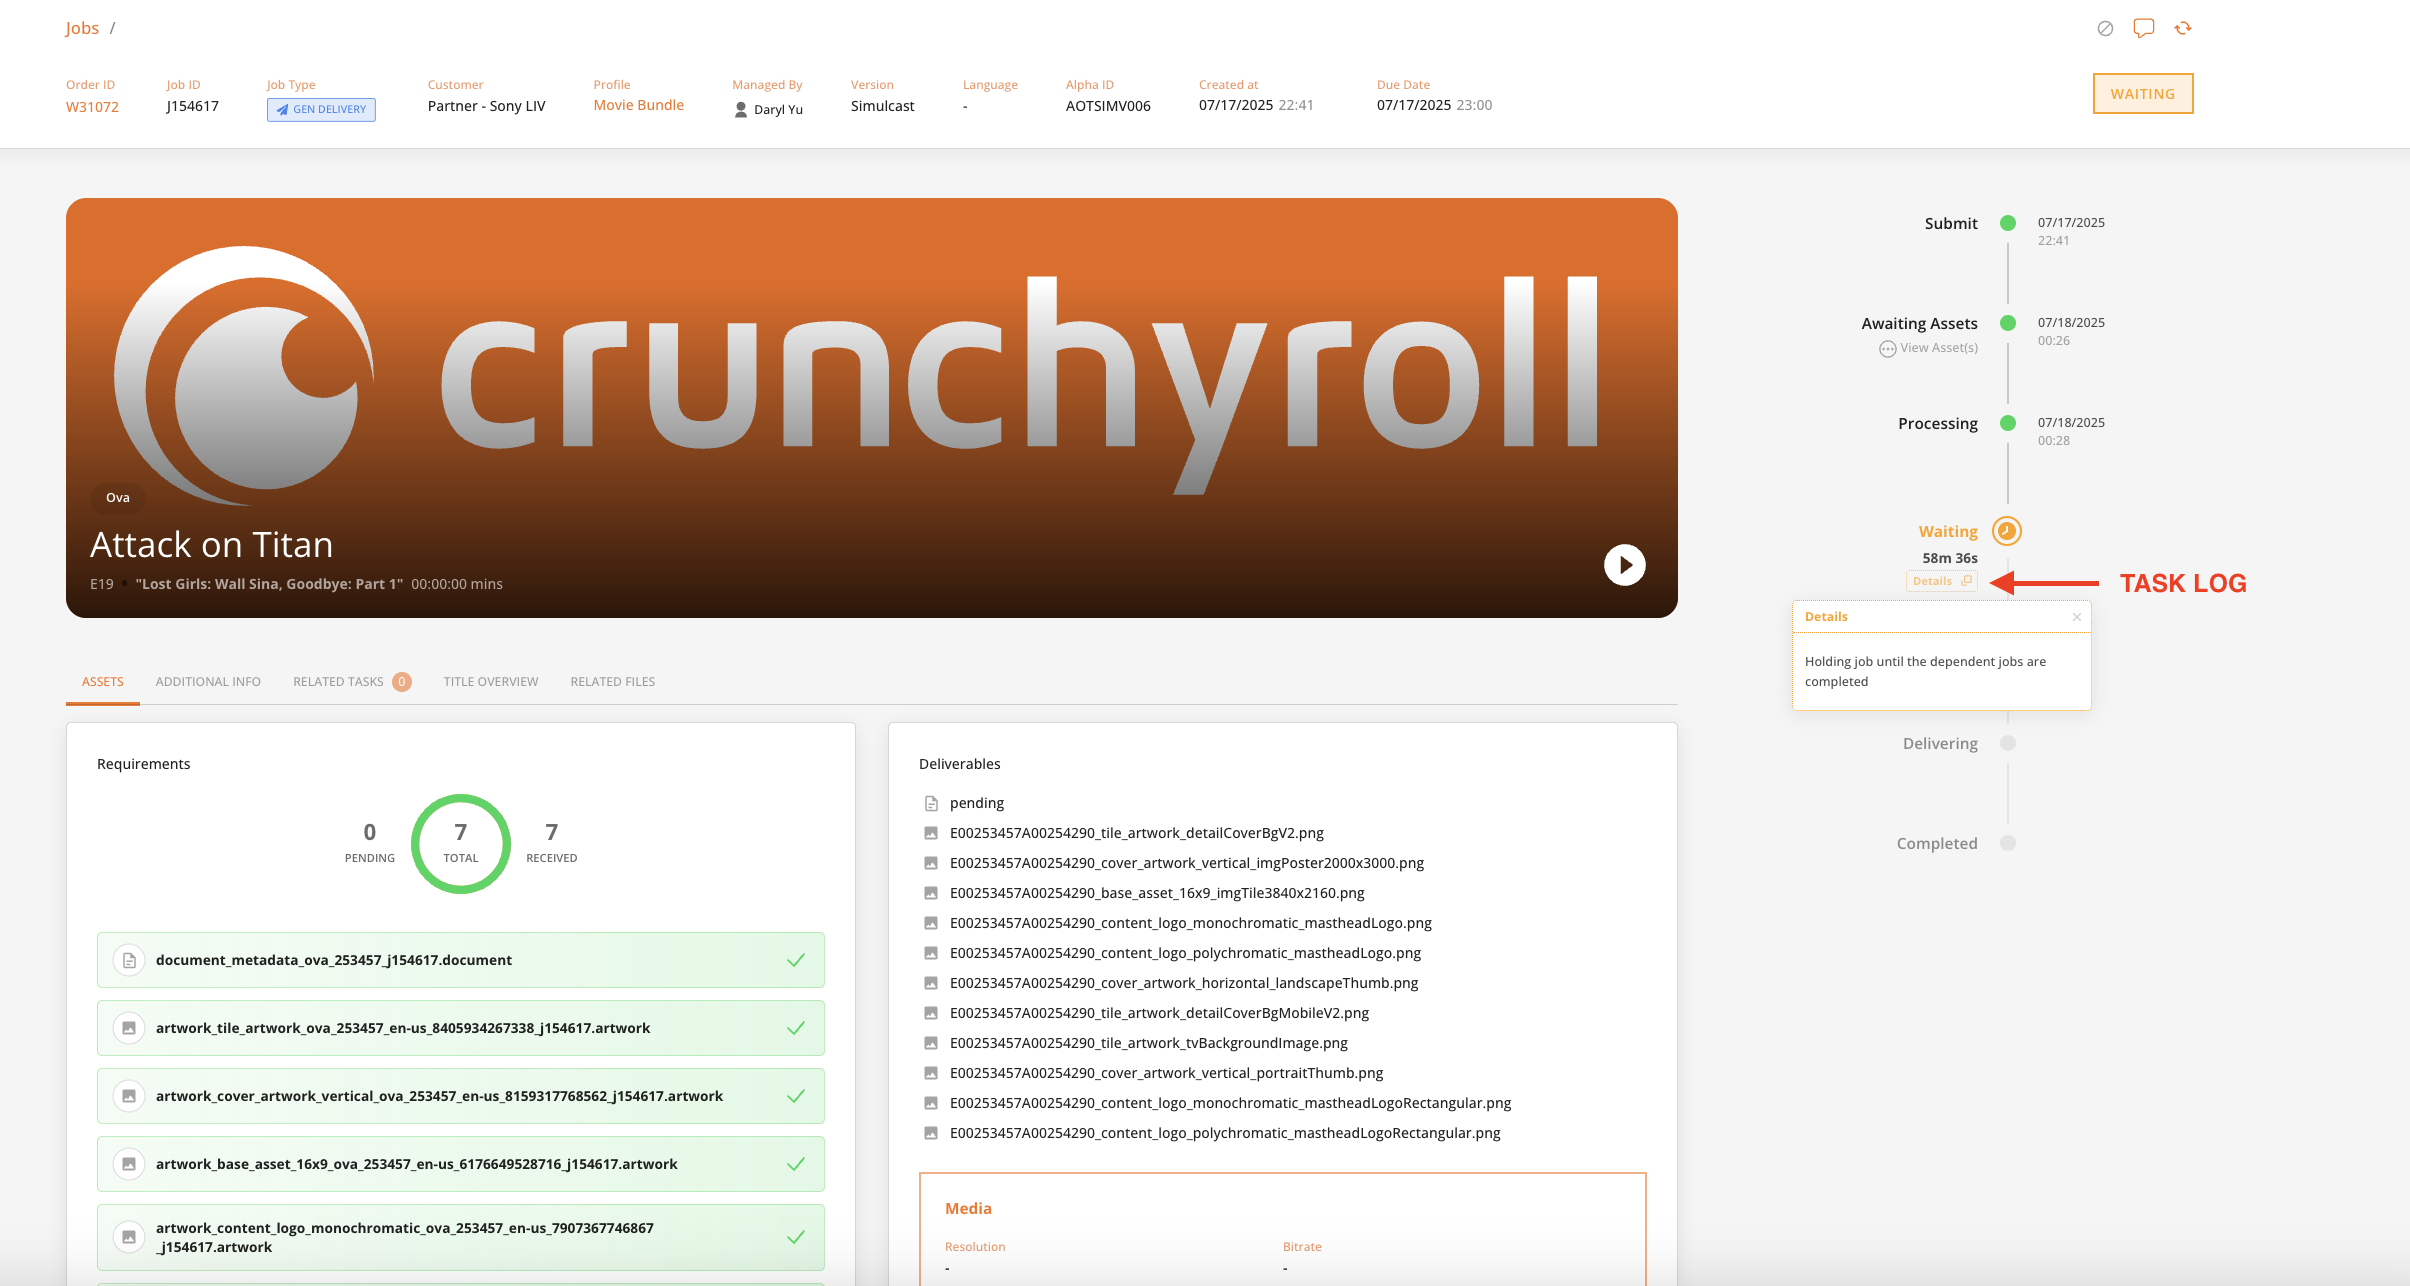 Jobs /
Order ID
W31072
Job ID
J154617
Job Type
GEN DELIVERY
Customer
Partner - Sony LIV
Profile
Movie Bundle
Managed By
Daryl Yu
Version
Simulcast
Language
-
Alpha ID
AOTSIMV006
Created at
07/17/2025 22:41
Due Date
07/17/2025 23:00
WAITING
crunchyroll
Ova
Attack on Titan
E19 • "Lost Girls: Wall Sina, Goodbye: Part 1" 00:00:00 mins
Submit
07/17/2025
22:41
Awaiting Assets
View Asset(s)
07/18/2025
00:26
Processing
07/18/2025
00:28
Waiting
58m 36s
Details
TASK LOG
Details
Holding job until the dependent jobs are
completed
Delivering
Completed
ASSETS
ADDITIONAL INFO
RELATED TASKS 0
TITLE OVERVIEW
RELATED FILES
Requirements
0
PENDING
7
TOTAL
7
RECEIVED
document_metadata_ova_253457_j154617.document
artwork_tile_artwork_ova_253457_en-us_8405934267338_j154617.artwork
artwork_cover_artwork_vertical_ova_253457_en-us_8159317768562_j154617.artwork
artwork_base_asset_16x9_ova_253457_en-us_6176649528716_j154617.artwork
artwork_content_logo_monochromatic_ova_253457_en-us_7907367746867
_j154617.artwork
Deliverables
pending
E00253457A00254290_tile_artwork_detailCoverBgV2.png
E00253457A00254290_cover_artwork_vertical_imgPoster2000x3000.png
E00253457A00254290_base_asset_16x9_imgTile3840x2160.png
E00253457A00254290_content_logo_monochromatic_mastheadLogo.png
E00253457A00254290_content_logo_polychromatic_mastheadLogo.png
E00253457A00254290_cover_artwork_horizontal_landscapeThumb.png
E00253457A00254290_tile_artwork_detailCoverBgMobileV2.png
E00253457A00254290_tile_artwork_tvBackgroundImage.png
E00253457A00254290_cover_artwork_vertical_portraitThumb.png
E00253457A00254290_content_logo_monochromatic_mastheadLogoRectangular.png
E00253457A00254290_content_logo_polychromatic_mastheadLogoRectangular.png
Media
Resolution
-
Bitrate
-